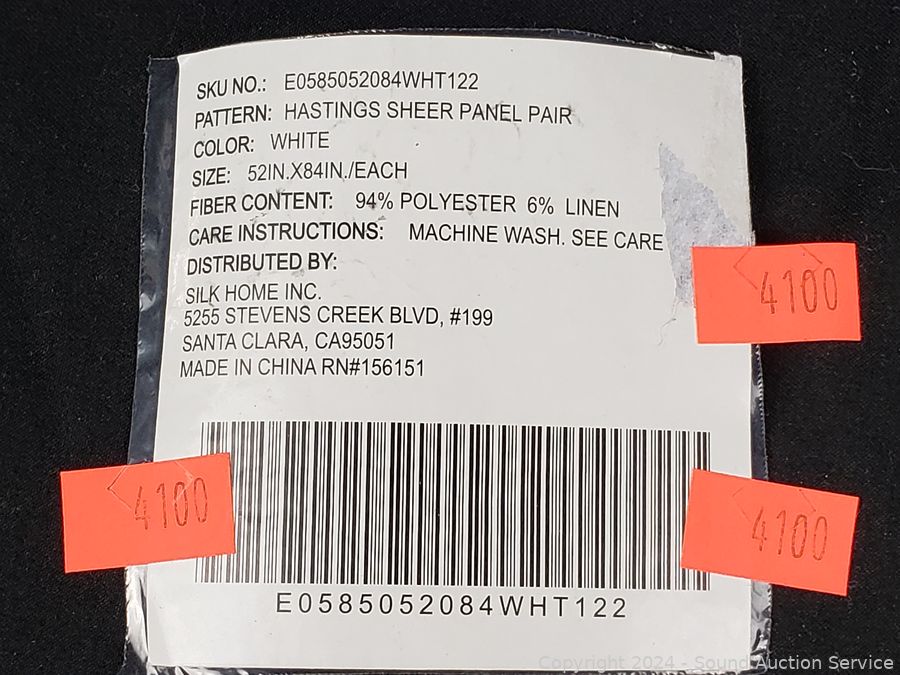 SKU NO.: E0585052084WHT122
PATTERN: HASTINGS SHEER PANEL PAIR
COLOR: WHITE
SIZE: 52IN.X84IN./EACH
FIBER CONTENT: 94% POLYESTER 6% LINEN
CARE INSTRUCTIONS: MACHINE WASH. SEE CARE
DISTRIBUTED BY:
SILK HOME INC.
5255 STEVENS CREEK BLVD, #199
SANTA CLARA, CA95051
MADE IN CHINA RN#156151
4100
4100
4100
E0585052084WHT122
Copyright 2024 - Sound Auction Service